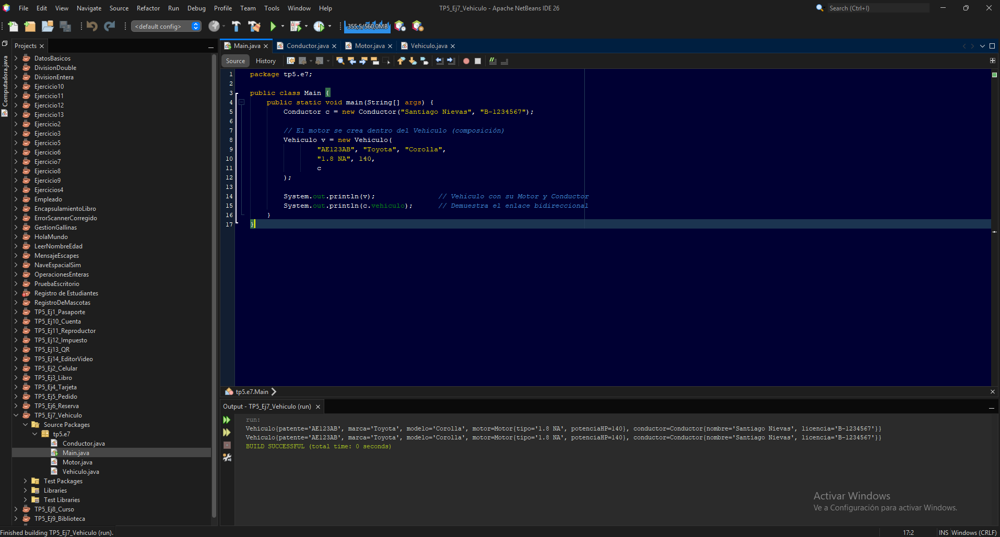 File Edit View Navigate Source Refactor Run Debug Profile Team Tools Window Help
TP5_Ej7_Vehiculo - Apache NetBeans IDE 26
Search (Ctrl+I)
<default config>
355,5/560,0MB
Computadora.java
Projects
DatosBasicos
DivisionDouble
DivisionEntera
Ejercicio10
Ejercicio11
Ejercicio12
Ejercicio13
Ejercicio2
Ejercicio3
Ejercicio5
Ejercicio6
Ejercicio7
Ejercicio8
Ejercicio9
Ejercicios4
Empleado
EncapsulamientoLibro
ErrorScannerCorregido
GestionGallinas
HolaMundo
LeerNombreEdad
MensajeEscapes
NaveEspacialSim
OperacionesEnteras
PruebaEscritorio
Registro de Estudiantes
RegistroDeMascotas
TP5_Ej1_Pasaporte
TP5_Ej10_Cuenta
TP5_Ej11_Reproductor
TP5_Ej12_Impuesto
TP5_Ej13_QR
TP5_Ej14_EditorVideo
TP5_Ej2_Celular
TP5_Ej3_Libro
TP5_Ej4_Tarjeta
TP5_Ej5_Pedido
TP5_Ej6_Reserva
TP5_Ej7_Vehiculo
Source Packages
tp5.e7
Conductor.java
Main.java
Motor.java
Vehiculo.java
Test Packages
Libraries
Test Libraries
TP5_Ej8_Curso
TP5_Ej9_Biblioteca
Main.java Conductor.java Motor.java Vehiculo.java
Source History
1 package tp5.e7;
2
3 public class Main {
4 public static void main(String[] args) {
5 Conductor c = new Conductor("Santiago Nievas", "B-1234567");
6
7 // El motor se crea dentro del Vehiculo (composición)
8 Vehiculo v = new Vehiculo(
9 "AE123AB", "Toyota", "Corolla",
10 "1.8 NA", 140,
11 c
12 );
13
14 System.out.println(v); // Vehiculo con su Motor y Conductor
15 System.out.println(c.vehiculo); // Demuestra el enlace bidireccional
16 }
17 }
tp5.e7.Main
Output - TP5_Ej7_Vehiculo (run)
run:
Vehiculo{patente='AE123AB', marca='Toyota', modelo='Corolla', motor=Motor{tipo='1.8 NA', potenciaHP=140}, conductor=Conductor{nombre='Santiago Nievas', licencia='B-1234567'}}
Vehiculo{patente='AE123AB', marca='Toyota', modelo='Corolla', motor=Motor{tipo='1.8 NA', potenciaHP=140}, conductor=Conductor{nombre='Santiago Nievas', licencia='B-1234567'}}
BUILD SUCCESSFUL (total time: 0 seconds)
Activar Windows
Ve a Configuración para activar Windows.
Finished building TP5_Ej7_Vehiculo (run).
17:2
INS
Windows (CRLF)